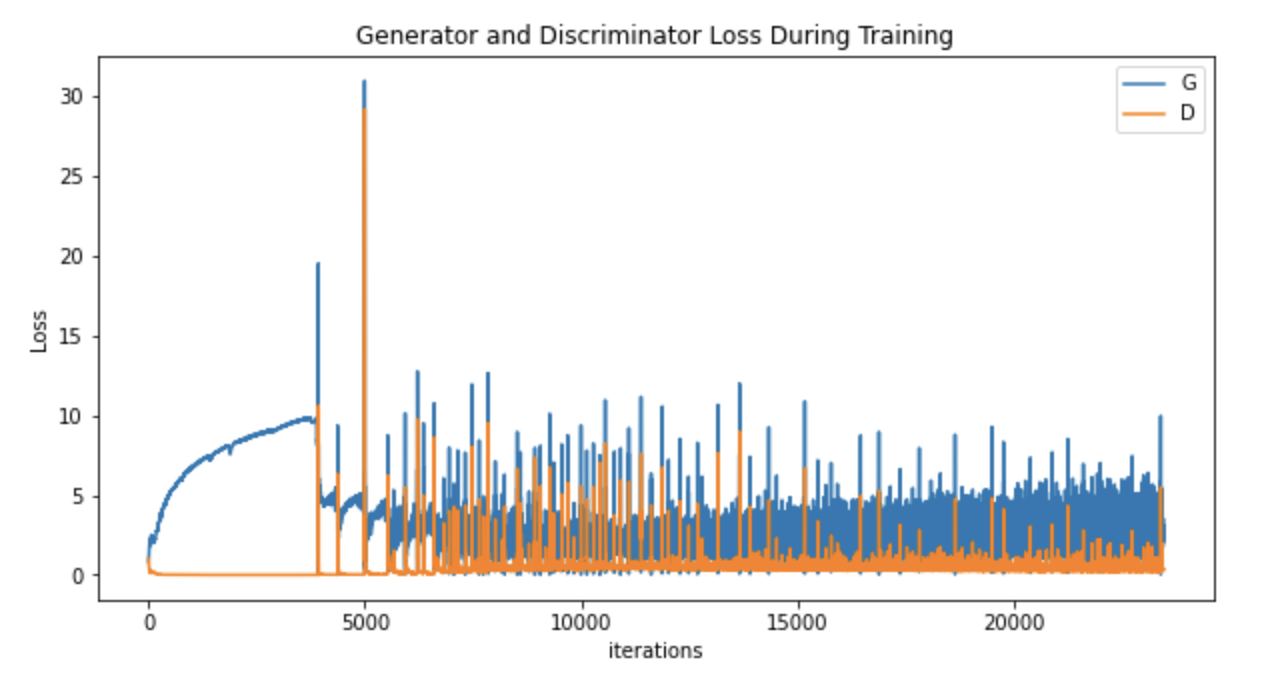 Generator and Discriminator Loss During Training
G
D
30
25
20
15
10
5
0
Loss
0 5000 10000 15000 20000
iterations